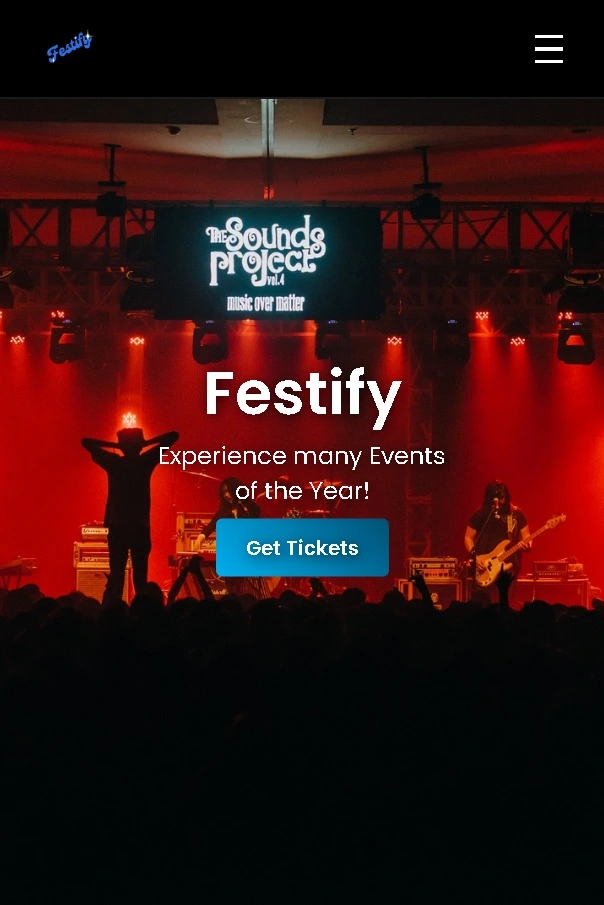 Festify
The Sounds
project
vol.4
music over matter
Festify
Experience many Events
of the Year!
Get Tickets